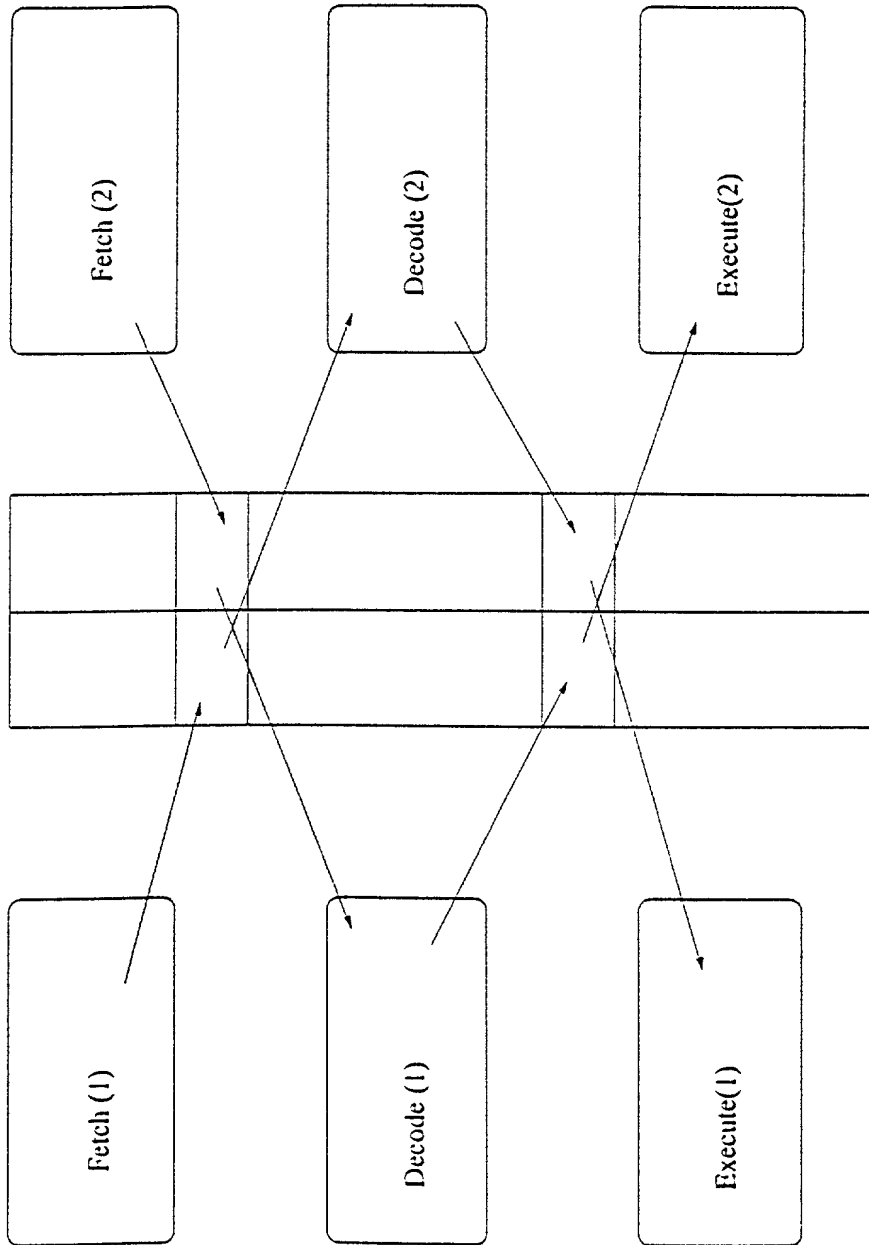 Fetch (1)
Decode (1)
Execute(1)
Fetch (2)
Decode (2)
Execute(2)